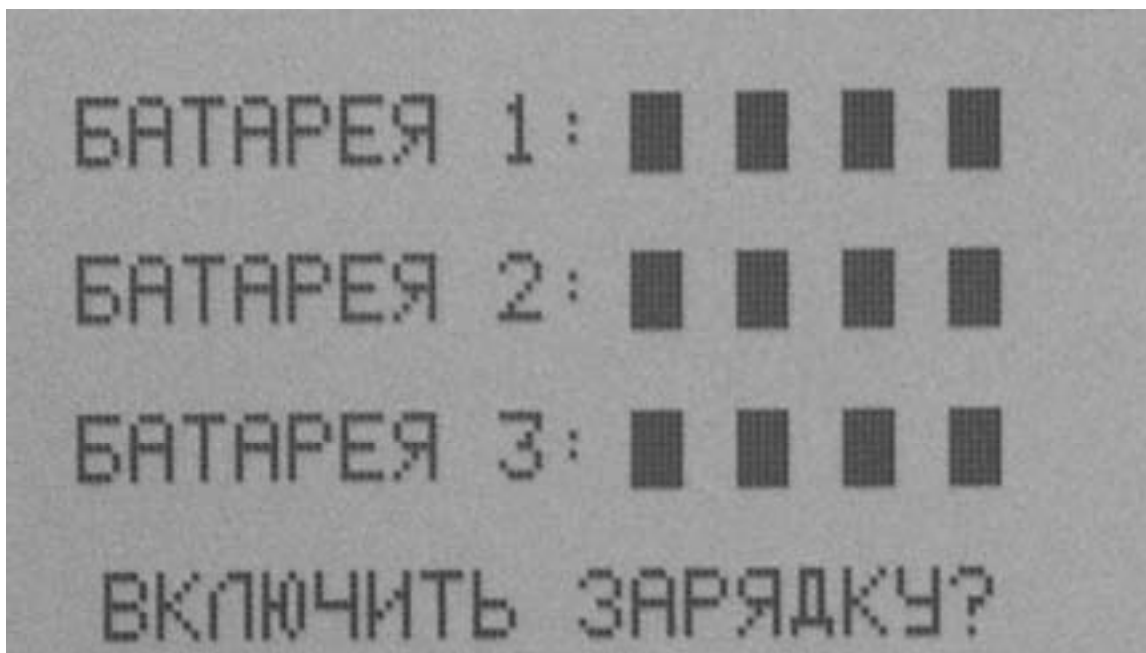 БАТАРЕЯ 1: ■ ■ ■ ■
БАТАРЕЯ 2: ■ ■ ■ ■
БАТАРЕЯ 3: ■ ■ ■ ■
ВКЛЮЧИТЬ ЗАРЯДКУ?